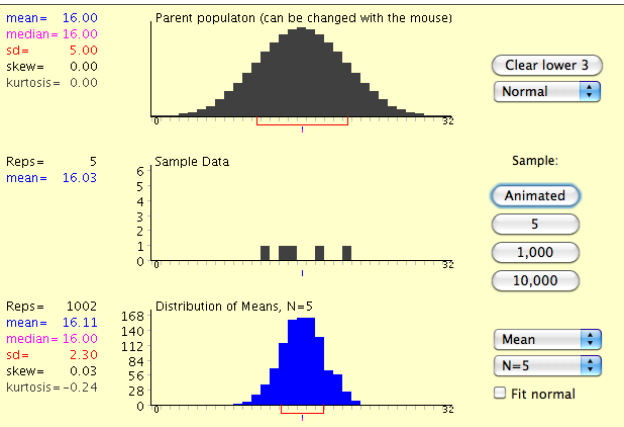 mean= 16.00
median= 16.00
sd= 5.00
skew= 0.00
kurtosis= 0.00
Parent populaton (can be changed with the mouse)
0 32
Clear lower 3
Normal
Reps= 5
mean= 16.03
Sample Data
6
5
4
3
2
1
0
0 32
Sample:
Animated
5
1,000
10,000
Reps= 1002
mean= 16.11
median= 16.00
sd= 2.30
skew= 0.03
kurtosis=-0.24
Distribution of Means, N=5
168
140
112
84
56
28
0
0 32
Mean
N=5
Fit normal